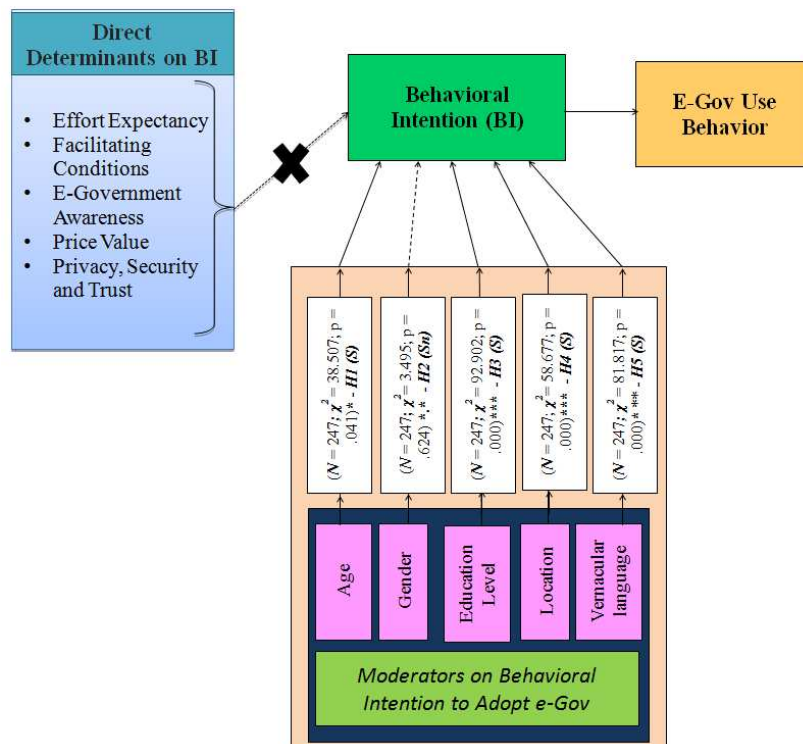 Direct
Determinants on BI
• Effort Expectancy
• Facilitating
Conditions
• E-Government
Awareness
• Price Value
• Privacy, Security
and Trust
Behavioral
Intention (BI)
E-Gov Use
Behavior
(N = 247; χ² = 38.507; p =
.041)* - H1 (S)
(N = 247; χ² = 3.495; p =
.624) *,* - H2 (Sn)
(N = 247; χ² = 92.902; p =
.000)*** - H3 (S)
(N = 247; χ² = 58.677; p =
.000)*** - H4 (S)
(N = 247; χ² = 81.817; p =
.000)* ** - H5 (S)
Age
Gender
Education
Level
Location
Vernacular
language
Moderators on Behavioral
Intention to Adopt e-Gov